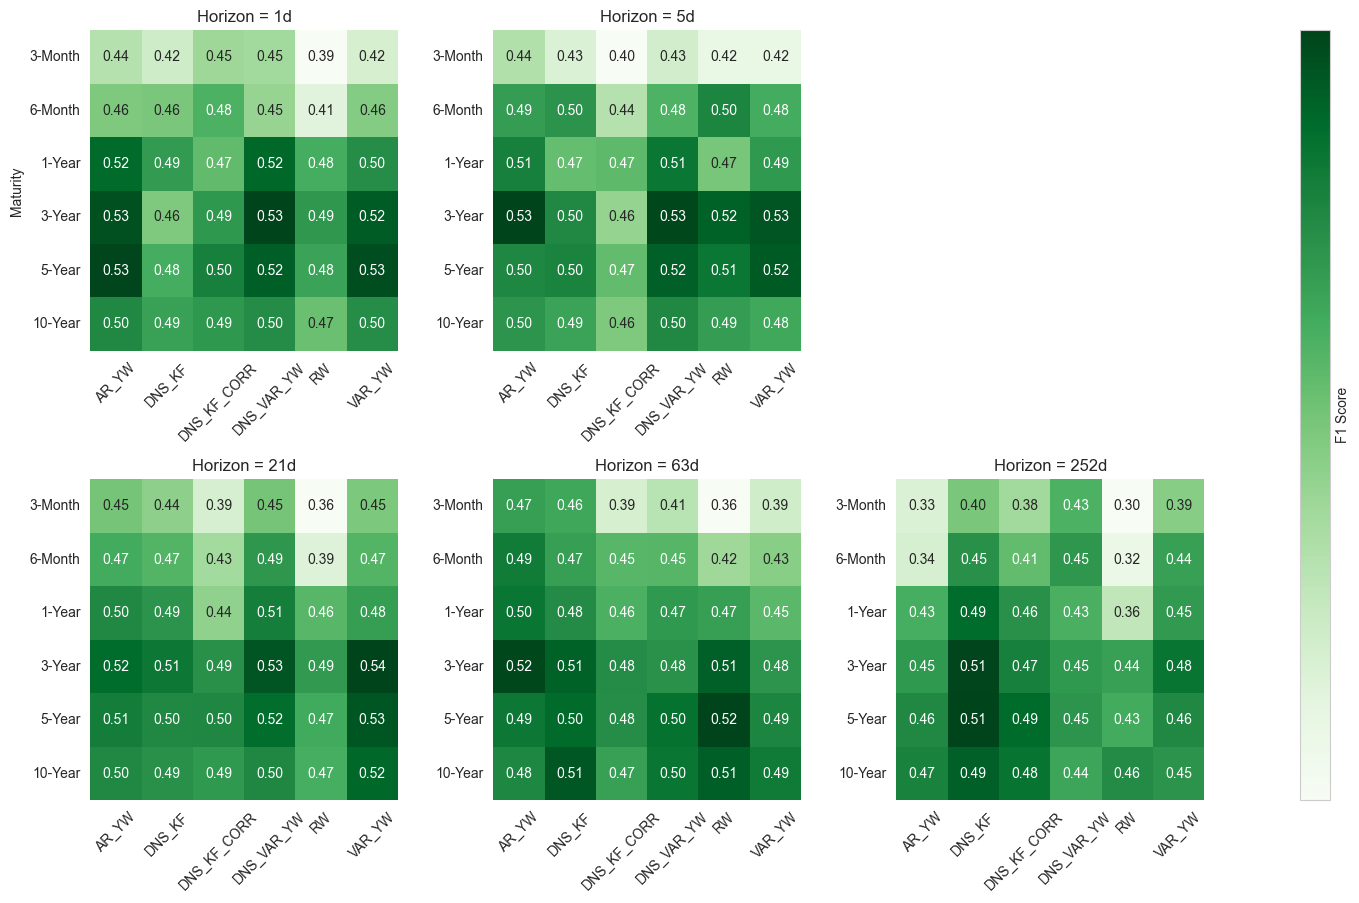 Horizon = 1d
Maturity
3-Month 0.44 0.42 0.45 0.45 0.39 0.42
6-Month 0.46 0.46 0.48 0.45 0.41 0.46
1-Year 0.52 0.49 0.47 0.52 0.48 0.50
3-Year 0.53 0.46 0.49 0.53 0.49 0.52
5-Year 0.53 0.48 0.50 0.52 0.48 0.53
10-Year 0.50 0.49 0.49 0.50 0.47 0.50
AR_YW DNS_KF DNS_KF_CORR DNS_VAR_YW RW VAR_YW
Horizon = 5d
3-Month 0.44 0.43 0.40 0.43 0.42 0.42
6-Month 0.49 0.50 0.44 0.48 0.50 0.48
1-Year 0.51 0.47 0.47 0.51 0.47 0.49
3-Year 0.53 0.50 0.46 0.53 0.52 0.53
5-Year 0.50 0.50 0.47 0.52 0.51 0.52
10-Year 0.50 0.49 0.46 0.50 0.49 0.48
AR_YW DNS_KF DNS_KF_CORR DNS_VAR_YW RW VAR_YW
Horizon = 21d
3-Month 0.45 0.44 0.39 0.45 0.36 0.45
6-Month 0.47 0.47 0.43 0.49 0.39 0.47
1-Year 0.50 0.49 0.44 0.51 0.46 0.48
3-Year 0.52 0.51 0.49 0.53 0.49 0.54
5-Year 0.51 0.50 0.50 0.52 0.47 0.53
10-Year 0.50 0.49 0.49 0.50 0.47 0.52
AR_YW DNS_KF DNS_KF_CORR DNS_VAR_YW RW VAR_YW
Horizon = 63d
3-Month 0.47 0.46 0.39 0.41 0.36 0.39
6-Month 0.49 0.47 0.45 0.45 0.42 0.43
1-Year 0.50 0.48 0.46 0.47 0.47 0.45
3-Year 0.52 0.51 0.48 0.48 0.51 0.48
5-Year 0.49 0.50 0.48 0.50 0.52 0.49
10-Year 0.48 0.51 0.47 0.50 0.51 0.49
AR_YW DNS_KF DNS_KF_CORR DNS_VAR_YW RW VAR_YW
Horizon = 252d
3-Month 0.33 0.40 0.38 0.43 0.30 0.39
6-Month 0.34 0.45 0.41 0.45 0.32 0.44
1-Year 0.43 0.49 0.46 0.43 0.36 0.45
3-Year 0.45 0.51 0.47 0.45 0.44 0.48
5-Year 0.46 0.51 0.49 0.45 0.43 0.46
10-Year 0.47 0.49 0.48 0.44 0.46 0.45
AR_YW DNS_KF DNS_KF_CORR DNS_VAR_YW RW VAR_YW
F1 Score